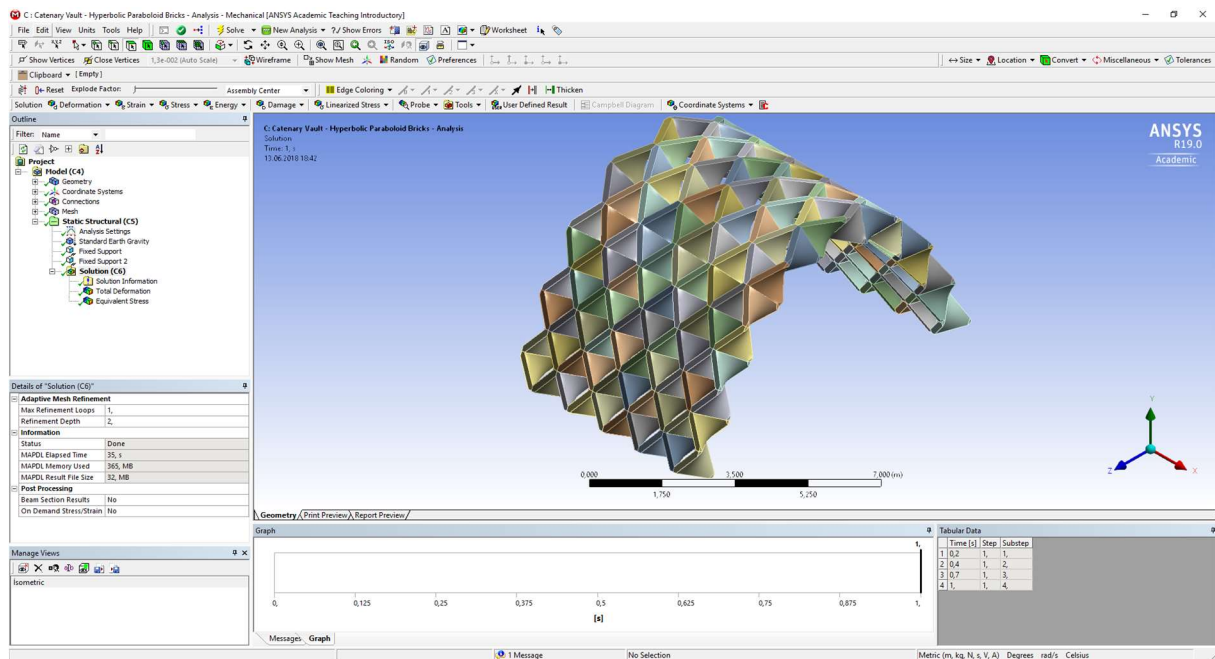 C : Catenary Vault - Hyperbolic Paraboloid Bricks - Analysis - Mechanical [ANSYS Academic Teaching Introductory]
File Edit View Units Tools Help Solve New Analysis ?/ Show Errors Worksheet
Show Vertices Close Vertices 1,3e-002 (Auto Scale) Wireframe Show Mesh Random Preferences Size Location Convert Miscellaneous Tolerances
Clipboard [Empty]
Reset Explode Factor: Assembly Center Edge Coloring Thicken
Solution Deformation Strain Stress Energy Damage Linearized Stress Probe Tools User Defined Result Campbell Diagram Coordinate Systems
Outline
Filter: Name
Project
Model (C4)
Geometry
Coordinate Systems
Connections
Mesh
Static Structural (C5)
Analysis Settings
Standard Earth Gravity
Fixed Support
Fixed Support 2
Solution (C6)
Solution Information
Total Deformation
Equivalent Stress
Details of "Solution (C6)"
Adaptive Mesh Refinement
Max Refinement Loops 1,
Refinement Depth 2,
Information
Status Done
MAPDL Elapsed Time 35, s
MAPDL Memory Used 365, MB
MAPDL Result File Size 32, MB
Post Processing
Beam Section Results No
On Demand Stress/Strain No
Manage Views
Isometric
C: Catenary Vault - Hyperbolic Paraboloid Bricks - Analysis
Solution
Time: 1, s
13.06.2018 18:42
ANSYS
R19.0
Academic
0,000 3,500 7,000 (m)
1,750 5,250
Y
Z X
Geometry Print Preview Report Preview
Graph
1,
0, 0,125 0,25 0,375 0,5 0,625 0,75 0,875 1,
[s]
Messages Graph
Tabular Data
Time [s] Step Substep
1 0,2 1, 1,
2 0,4 1, 2,
3 0,7 1, 3,
4 1, 1, 4,
1 Message No Selection Metric (m, kg, N, s, V, A) Degrees rad/s Celsius